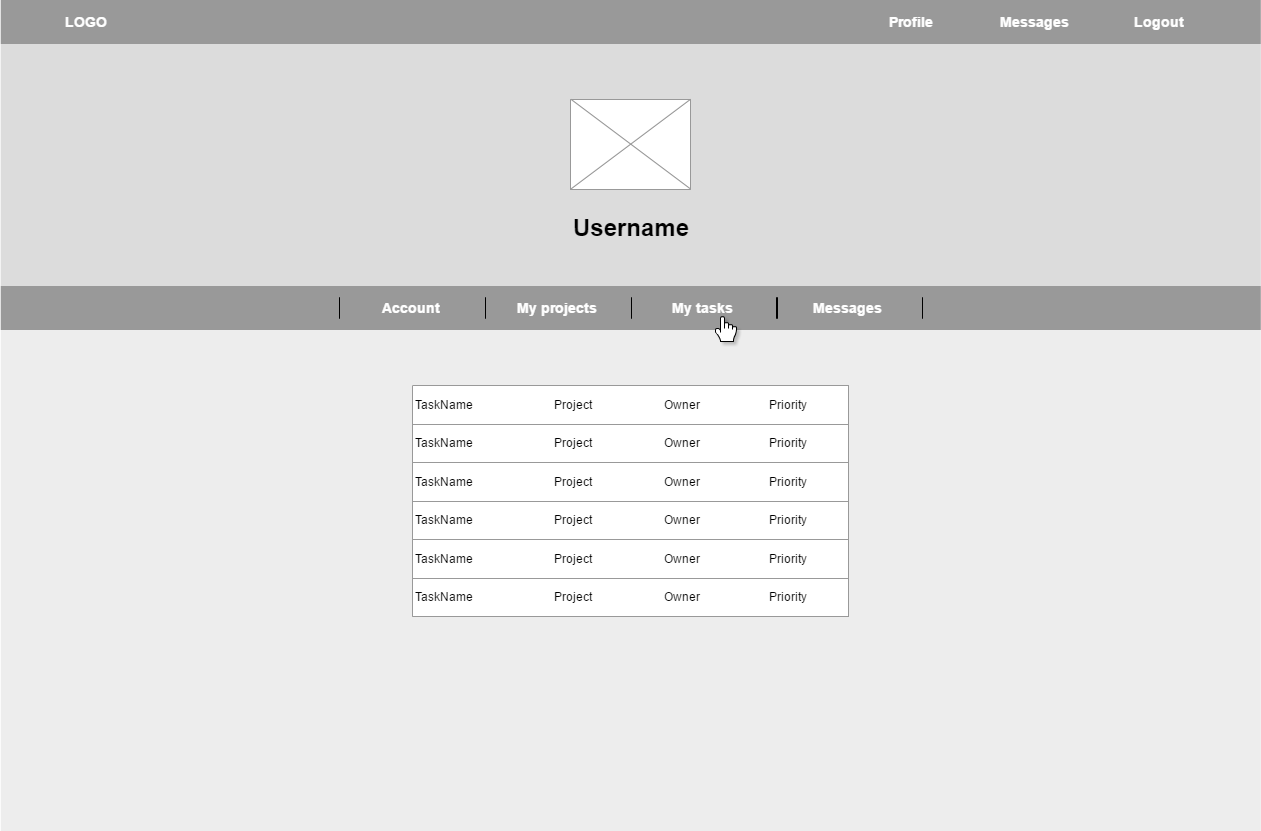 LOGO Profile Messages Logout
Username
Account My projects My tasks Messages
TaskName Project Owner Priority
TaskName Project Owner Priority
TaskName Project Owner Priority
TaskName Project Owner Priority
TaskName Project Owner Priority
TaskName Project Owner Priority